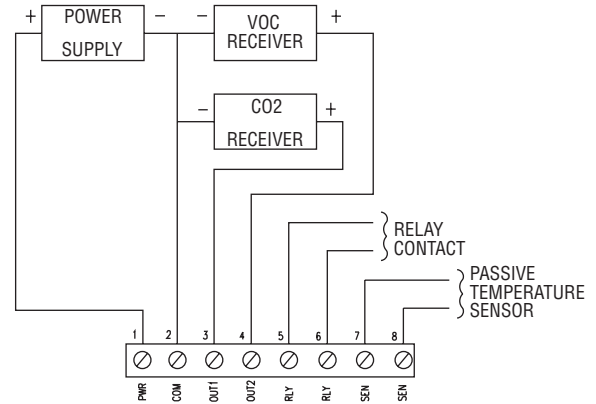 + POWER SUPPLY − − VOC RECEIVER +
− CO2 RECEIVER +
RELAY
CONTACT
PASSIVE
TEMPERATURE
SENSOR
1 2 3 4 5 6 7 8
PWR COM OUT1 OUT2 RLY RLY SEN SEN